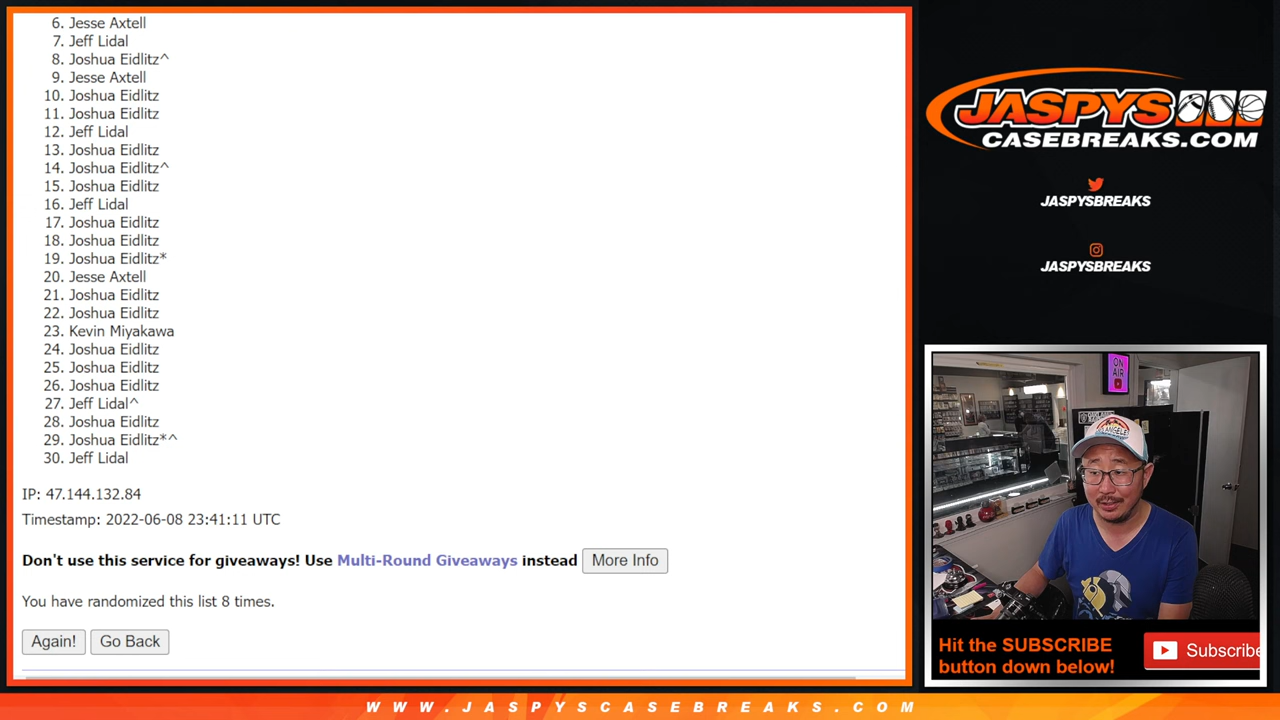 6. Jesse Axtell
7. Jeff Lidal
8. Joshua Eidlitz^
9. Jesse Axtell
10. Joshua Eidlitz
11. Joshua Eidlitz
12. Jeff Lidal
13. Joshua Eidlitz
14. Joshua Eidlitz^
15. Joshua Eidlitz
16. Jeff Lidal
17. Joshua Eidlitz
18. Joshua Eidlitz
19. Joshua Eidlitz*
20. Jesse Axtell
21. Joshua Eidlitz
22. Joshua Eidlitz
23. Kevin Miyakawa
24. Joshua Eidlitz
25. Joshua Eidlitz
26. Joshua Eidlitz
27. Jeff Lidal^
28. Joshua Eidlitz
29. Joshua Eidlitz*^
30. Jeff Lidal
IP: 47.144.132.84
Timestamp: 2022-06-08 23:41:11 UTC
Don't use this service for giveaways! Use Multi-Round Giveaways instead More Info
You have randomized this list 8 times.
Again! Go Back
JASPYS
CASEBREAKS.COM
JASPYSBREAKS
JASPYSBREAKS
ON
AIR
Hit the SUBSCRIBE
button down below!
Subscribe
WWW.JASPYSCASEBREAKS.COM